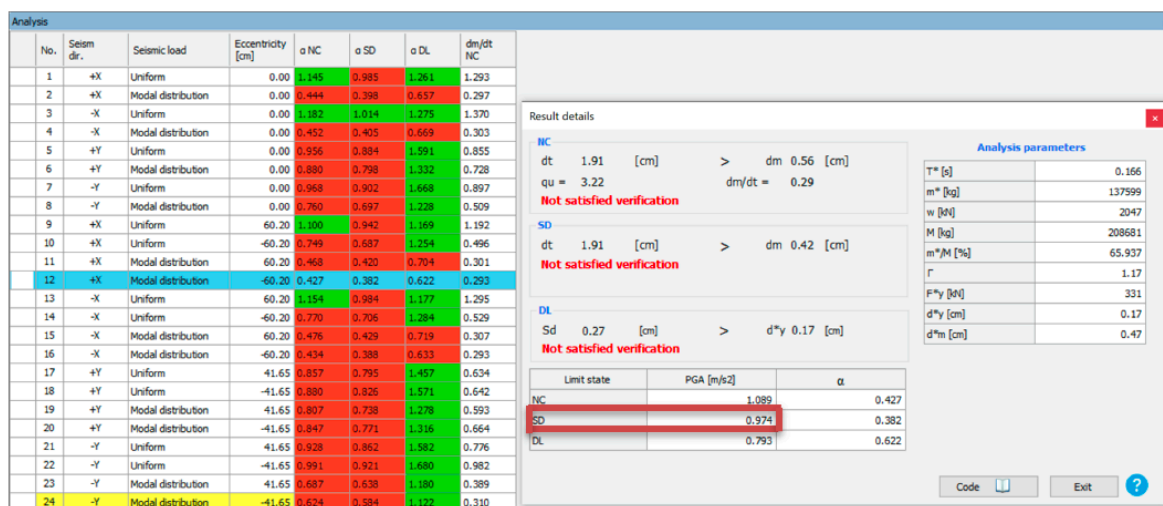 Analysis
No. Seism dir. Seismic load Eccentricity [cm] α NC α SD α DL dm/dt NC
1 +X Uniform 0.00 1.145 0.985 1.261 1.293
2 +X Modal distribution 0.00 0.444 0.398 0.657 0.297
3 -X Uniform 0.00 1.182 1.014 1.275 1.370
4 -X Modal distribution 0.00 0.452 0.405 0.669 0.303
5 +Y Uniform 0.00 0.956 0.884 1.591 0.855
6 +Y Modal distribution 0.00 0.880 0.798 1.332 0.728
7 -Y Uniform 0.00 0.968 0.902 1.668 0.897
8 -Y Modal distribution 0.00 0.760 0.697 1.228 0.509
9 +X Uniform 60.20 1.100 0.942 1.169 1.192
10 +X Uniform -60.20 0.749 0.687 1.254 0.496
11 +X Modal distribution 60.20 0.468 0.420 0.704 0.301
12 +X Modal distribution -60.20 0.427 0.382 0.622 0.293
13 -X Uniform 60.20 1.154 0.984 1.177 1.295
14 -X Uniform -60.20 0.770 0.706 1.284 0.529
15 -X Modal distribution 60.20 0.476 0.429 0.719 0.307
16 -X Modal distribution -60.20 0.434 0.388 0.633 0.293
17 +Y Uniform 41.65 0.857 0.795 1.457 0.634
18 +Y Uniform -41.65 0.880 0.826 1.571 0.642
19 +Y Modal distribution 41.65 0.807 0.738 1.278 0.593
20 +Y Modal distribution -41.65 0.847 0.771 1.316 0.664
21 -Y Uniform 41.65 0.928 0.862 1.582 0.776
22 -Y Uniform -41.65 0.991 0.921 1.680 0.982
23 -Y Modal distribution 41.65 0.687 0.638 1.180 0.389
24 -Y Modal distribution -41.65 0.624 0.584 1.122 0.310
Result details
NC
dt 1.91 [cm] > dm 0.56 [cm]
qu = 3.22 dm/dt = 0.29
Not satisfied verification
SD
dt 1.91 [cm] > dm 0.42 [cm]
Not satisfied verification
DL
Sd 0.27 [cm] > d*y 0.17 [cm]
Not satisfied verification
Limit state PGA [m/s2] α
NC 1.089 0.427
SD 0.974 0.382
DL 0.793 0.622
Analysis parameters
T* [s] 0.166
m* [kg] 137599
w [kN] 2047
M [kg] 208681
m*/M [%] 65.937
Γ 1.17
F*y [kN] 331
d*y [cm] 0.17
d*m [cm] 0.47
Code Exit ?